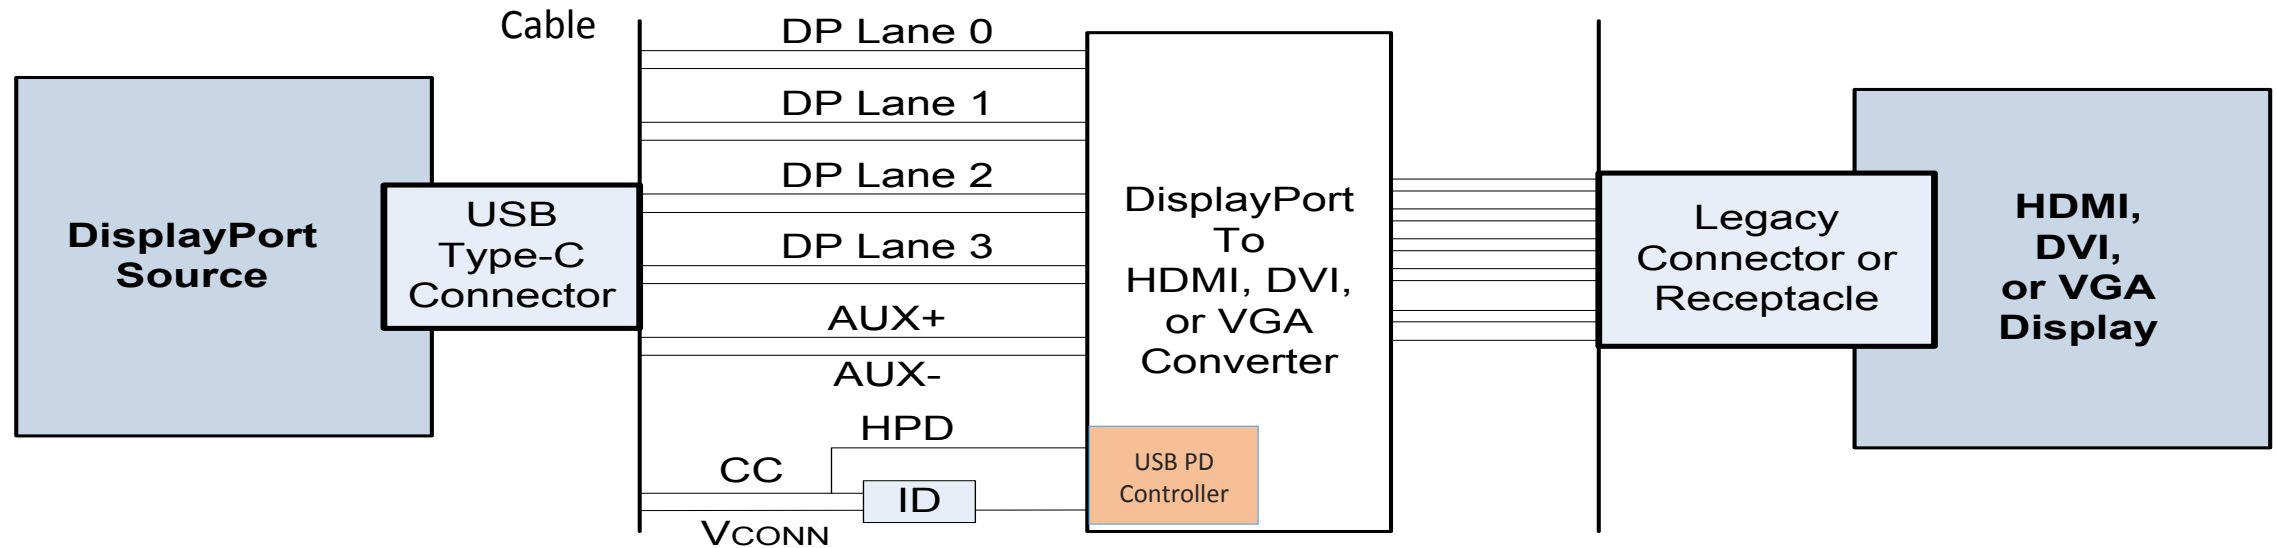 Cable
DisplayPort
Source
USB
Type-C
Connector
DP Lane 0
DP Lane 1
DP Lane 2
DP Lane 3
AUX+
AUX-
HPD
CC
ID
VCONN
DisplayPort
To
HDMI, DVI,
or VGA
Converter
USB PD
Controller
Legacy
Connector or
Receptacle
HDMI,
DVI,
or VGA
Display